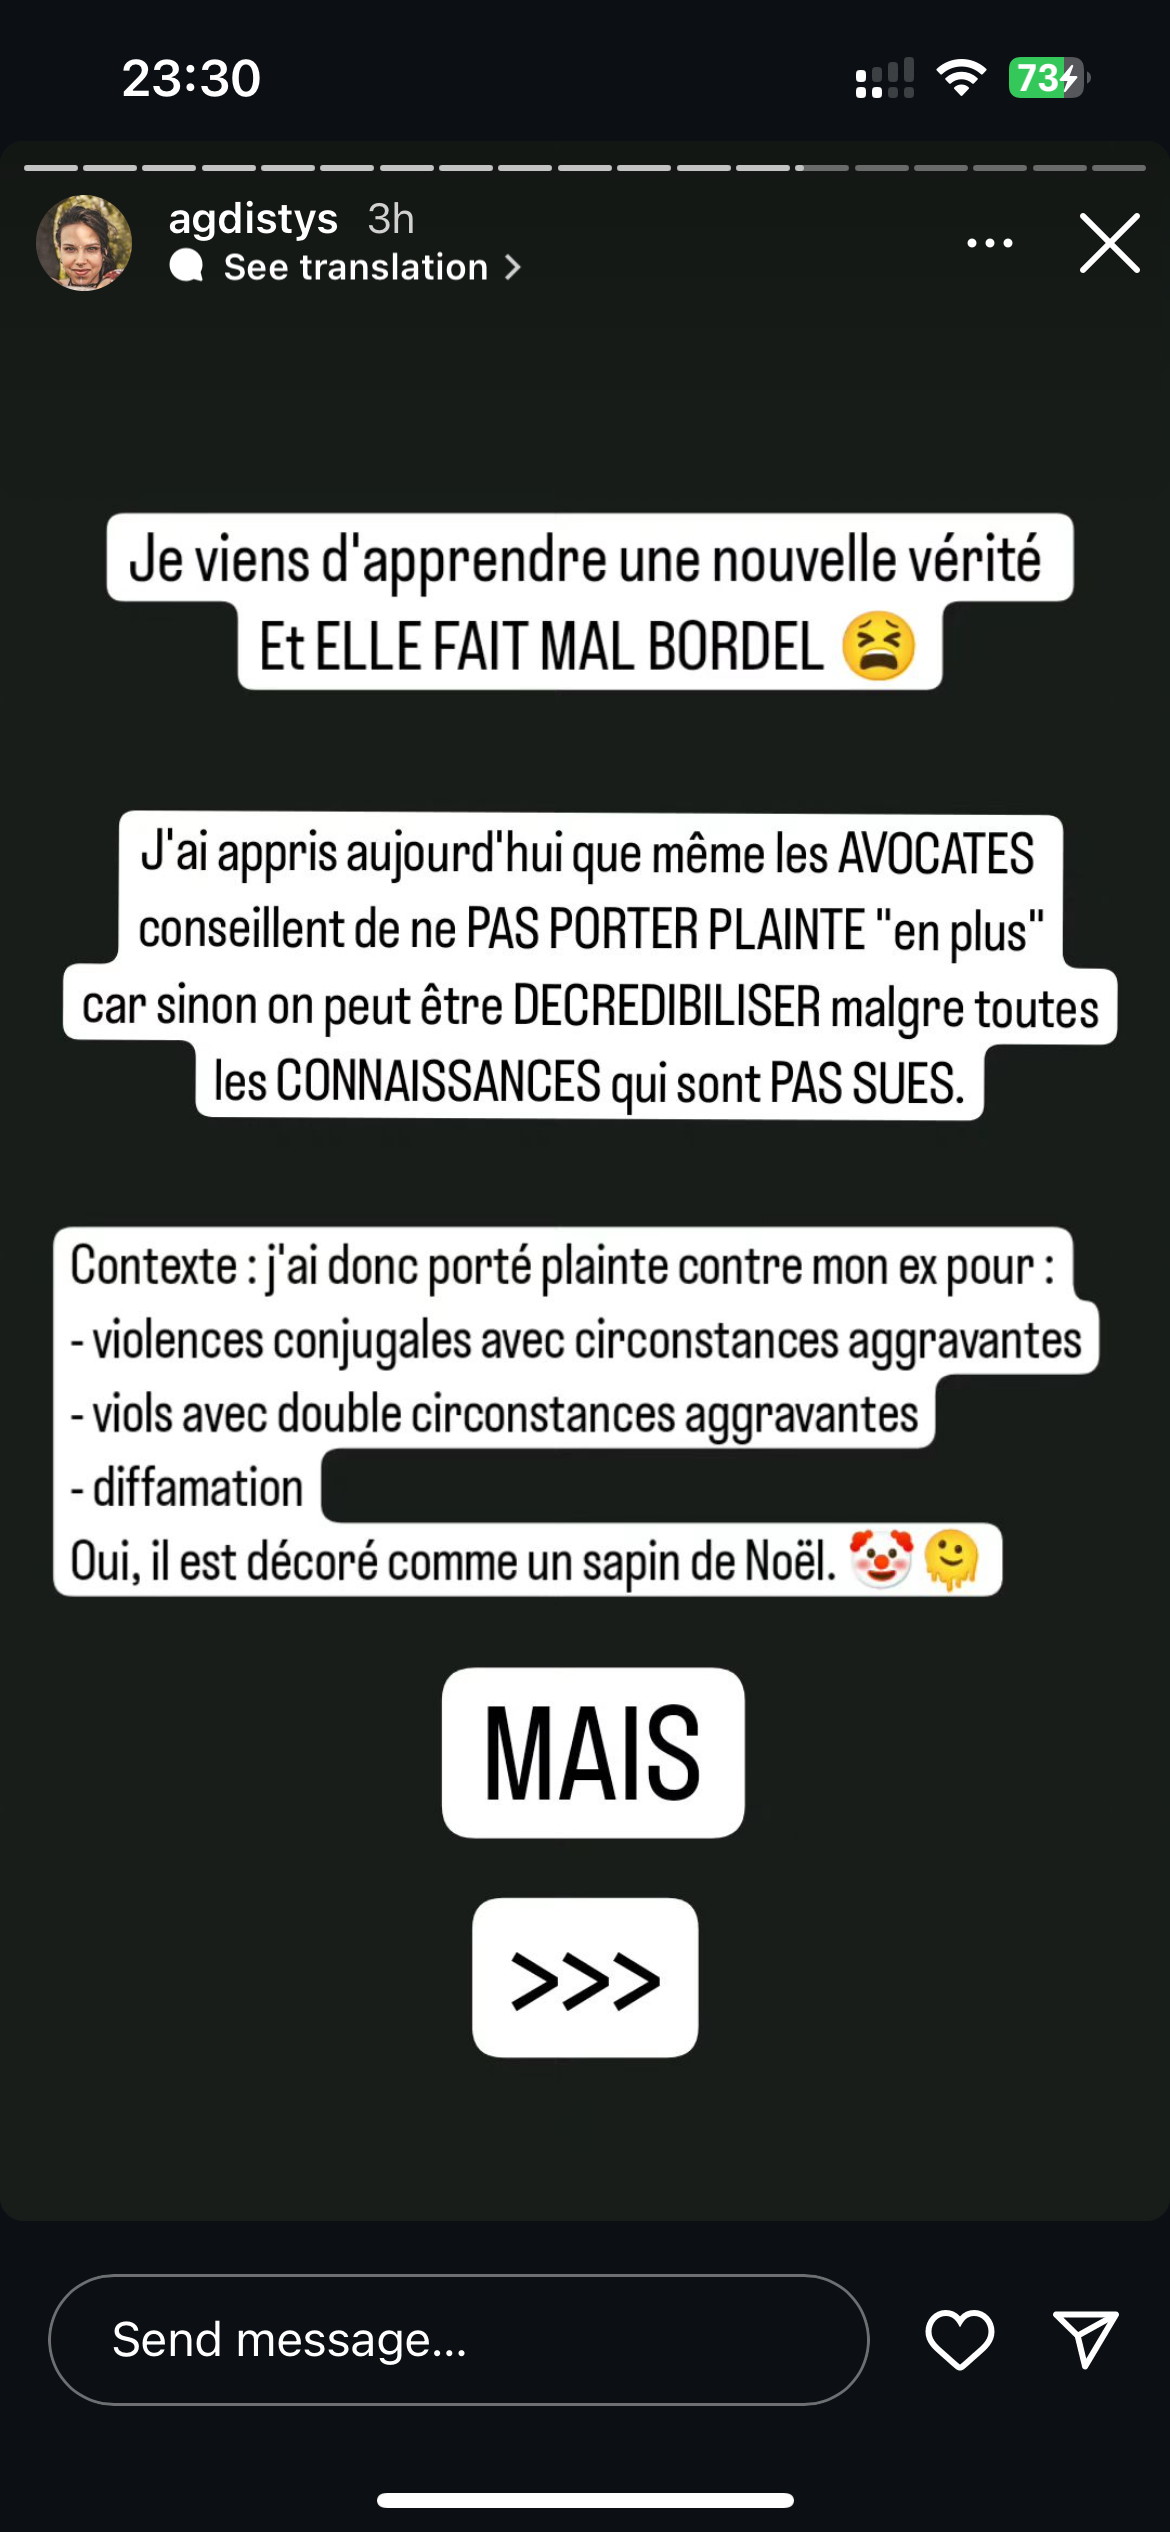 23:30
73
agdistys 3h
See translation >
Je viens d'apprendre une nouvelle vérité
Et ELLE FAIT MAL BORDEL 😫
J'ai appris aujourd'hui que même les AVOCATES
conseillent de ne PAS PORTER PLAINTE "en plus"
car sinon on peut être DECREDIBILISER malgre toutes
les CONNAISSANCES qui sont PAS SUES.
Contexte : j'ai donc porté plainte contre mon ex pour :
- violences conjugales avec circonstances aggravantes
- viols avec double circonstances aggravantes
- diffamation
Oui, il est décoré comme un sapin de Noël. 🤡🫠
MAIS
>>>
Send message...